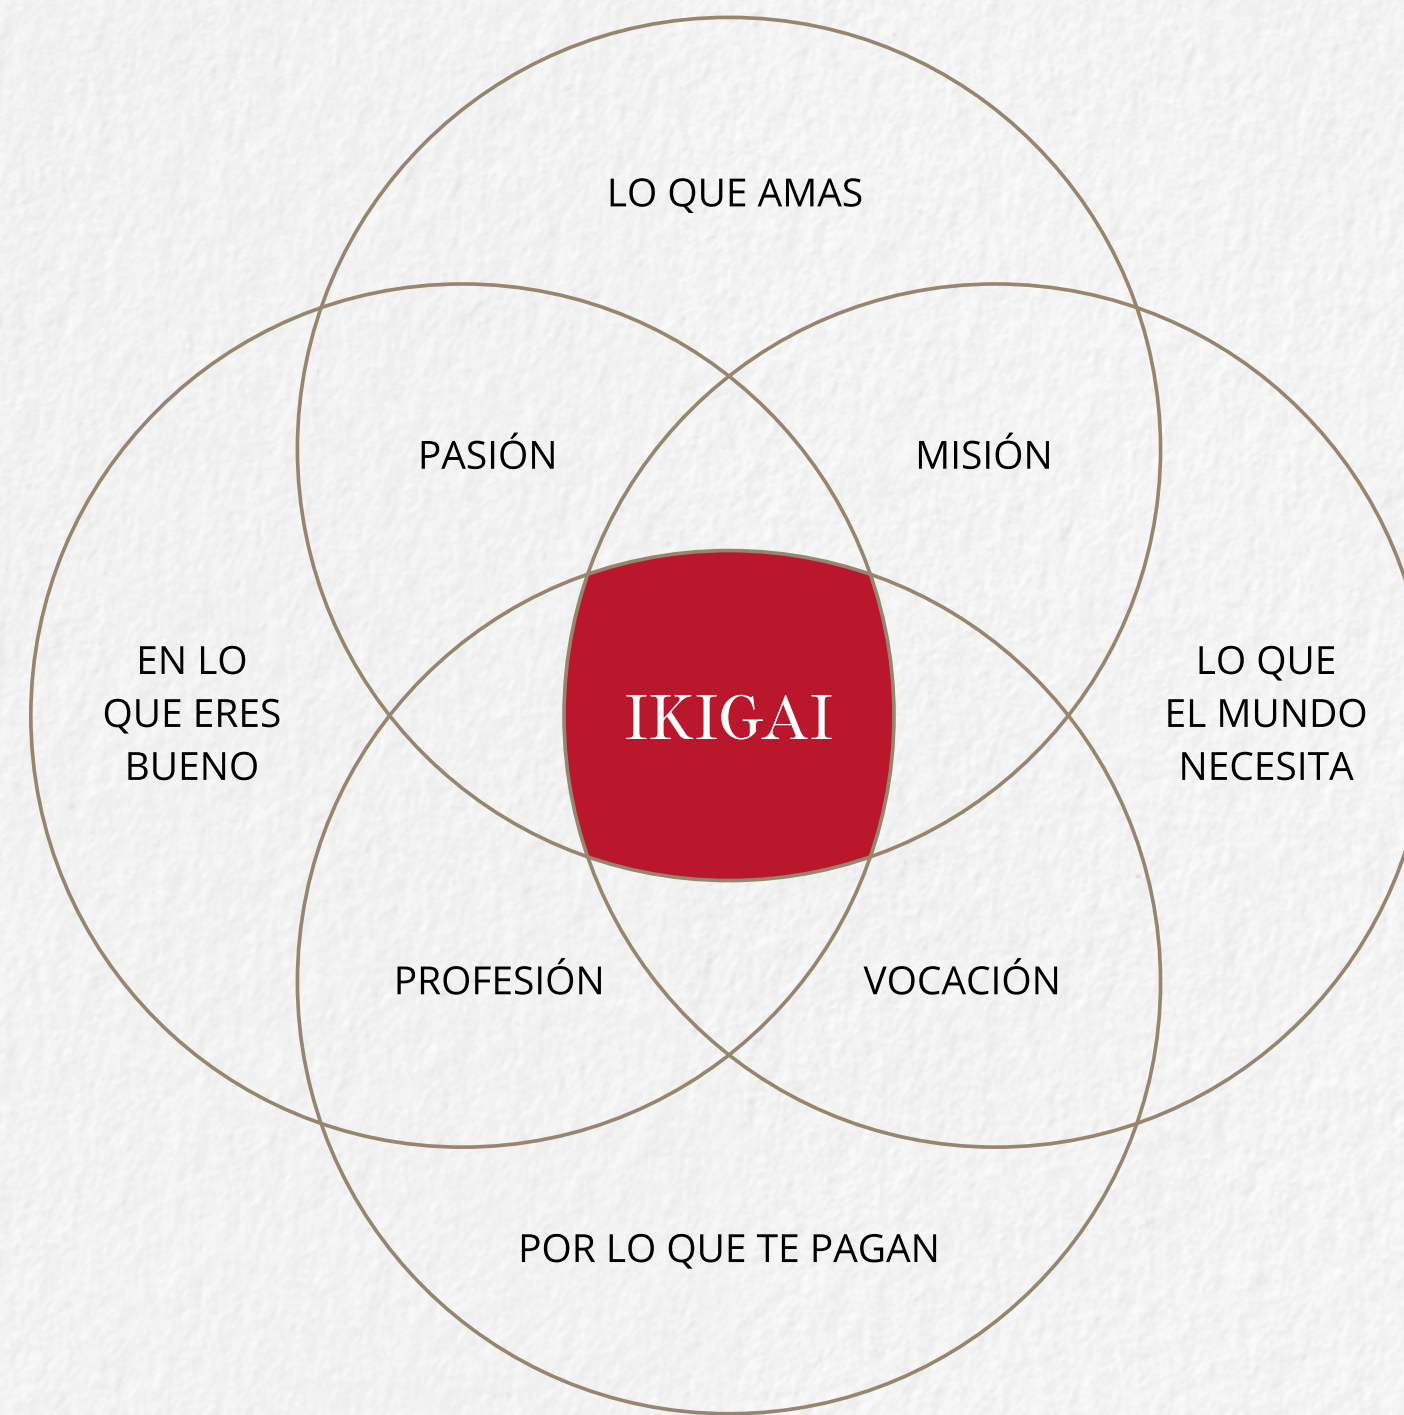 LO QUE AMAS
PASIÓN
MISIÓN
EN LO
QUE ERES
BUENO
IKIGAI
LO QUE
EL MUNDO
NECESITA
PROFESIÓN
VOCACIÓN
POR LO QUE TE PAGAN